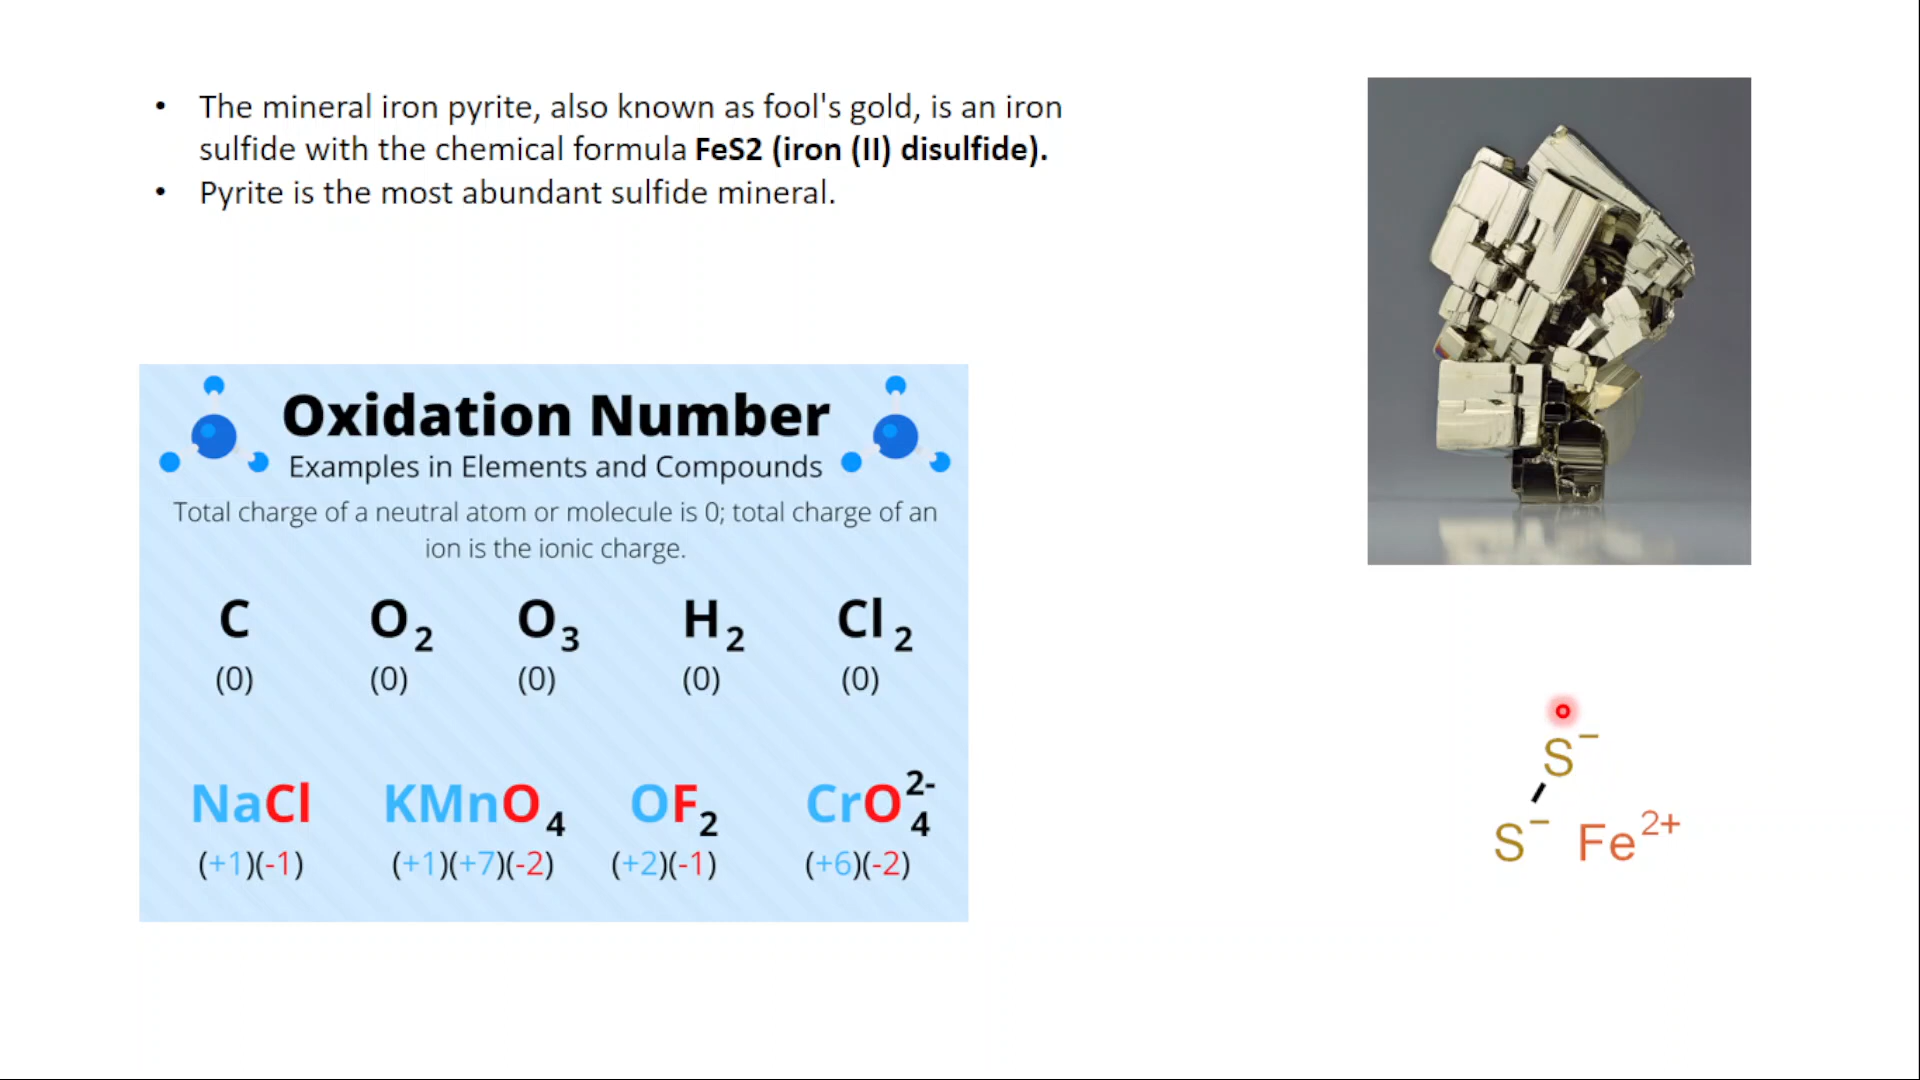 • The mineral iron pyrite, also known as fool's gold, is an iron
sulfide with the chemical formula FeS2 (iron (II) disulfide).
• Pyrite is the most abundant sulfide mineral.
Oxidation Number
Examples in Elements and Compounds
Total charge of a neutral atom or molecule is 0; total charge of an
ion is the ionic charge.
C O₂ O₃ H₂ Cl₂
(0) (0) (0) (0) (0)
NaCl KMnO₄ OF₂ CrO₄²⁻
(+1)(-1) (+1)(+7)(-2) (+2)(-1) (+6)(-2)
S⁻
S⁻ Fe²⁺